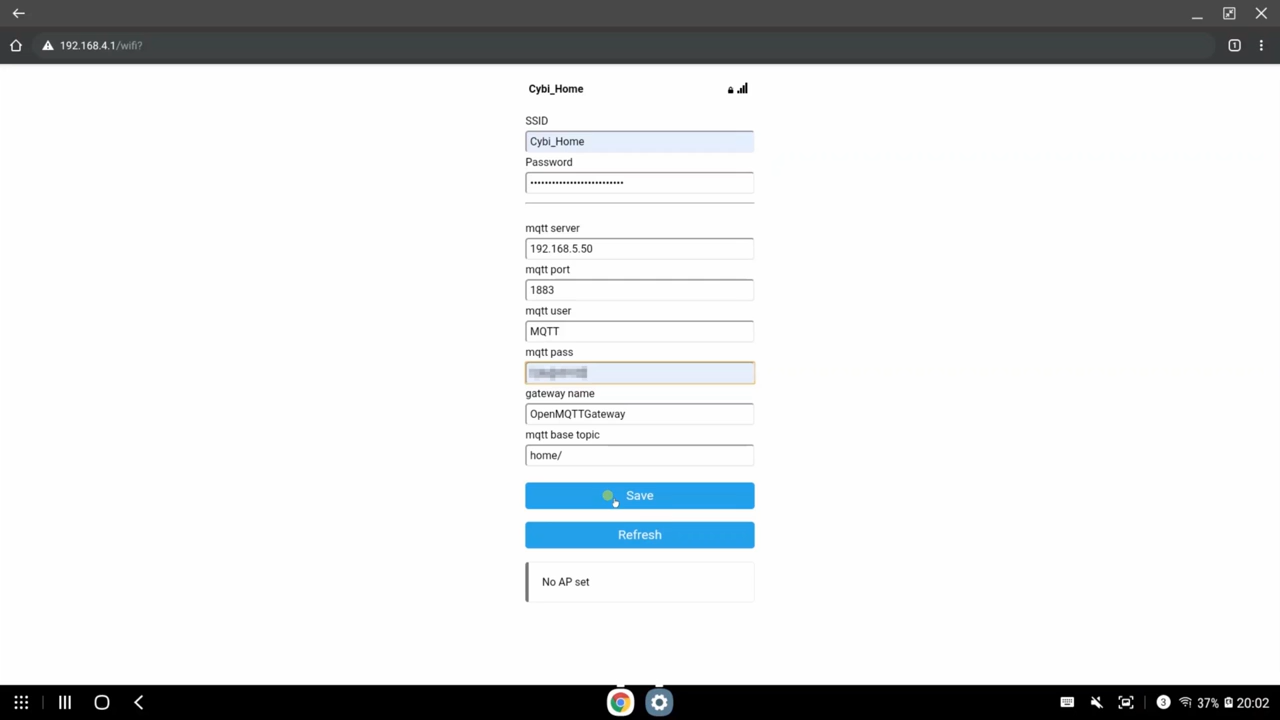 192.168.4.1/wifi?
1
Cybi_Home
SSID
Cybi_Home
Password
••••••••••••••••••••••••••
mqtt server
192.168.5.50
mqtt port
1883
mqtt user
MQTT
mqtt pass
gateway name
OpenMQTTGateway
mqtt base topic
home/
Save
Refresh
No AP set
3 37% 20:02